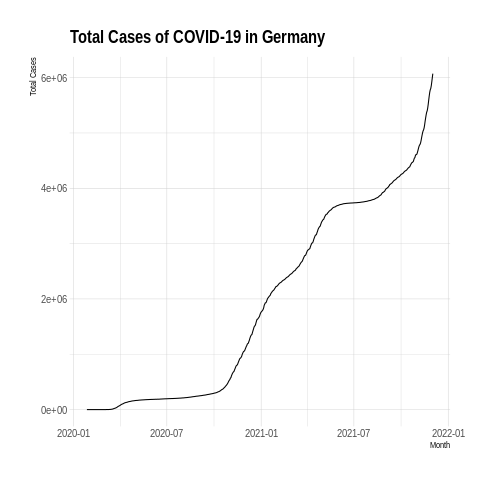 Total Cases of COVID-19 in Germany
Total Cases
6e+06
4e+06
2e+06
0e+00
2020-01 2020-07 2021-01 2021-07 2022-01
Month